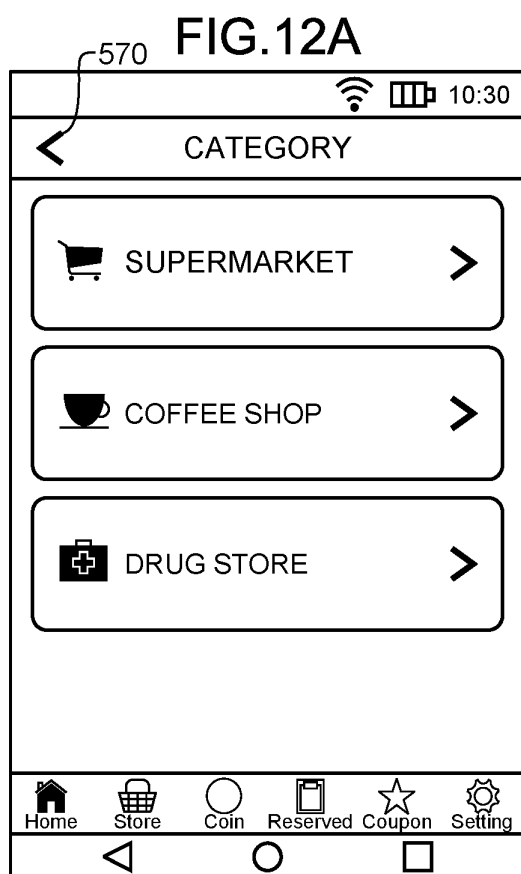 FIG.12A
570
10:30
CATEGORY
SUPERMARKET
COFFEE SHOP
DRUG STORE
Home Store Coin Reserved Coupon Setting